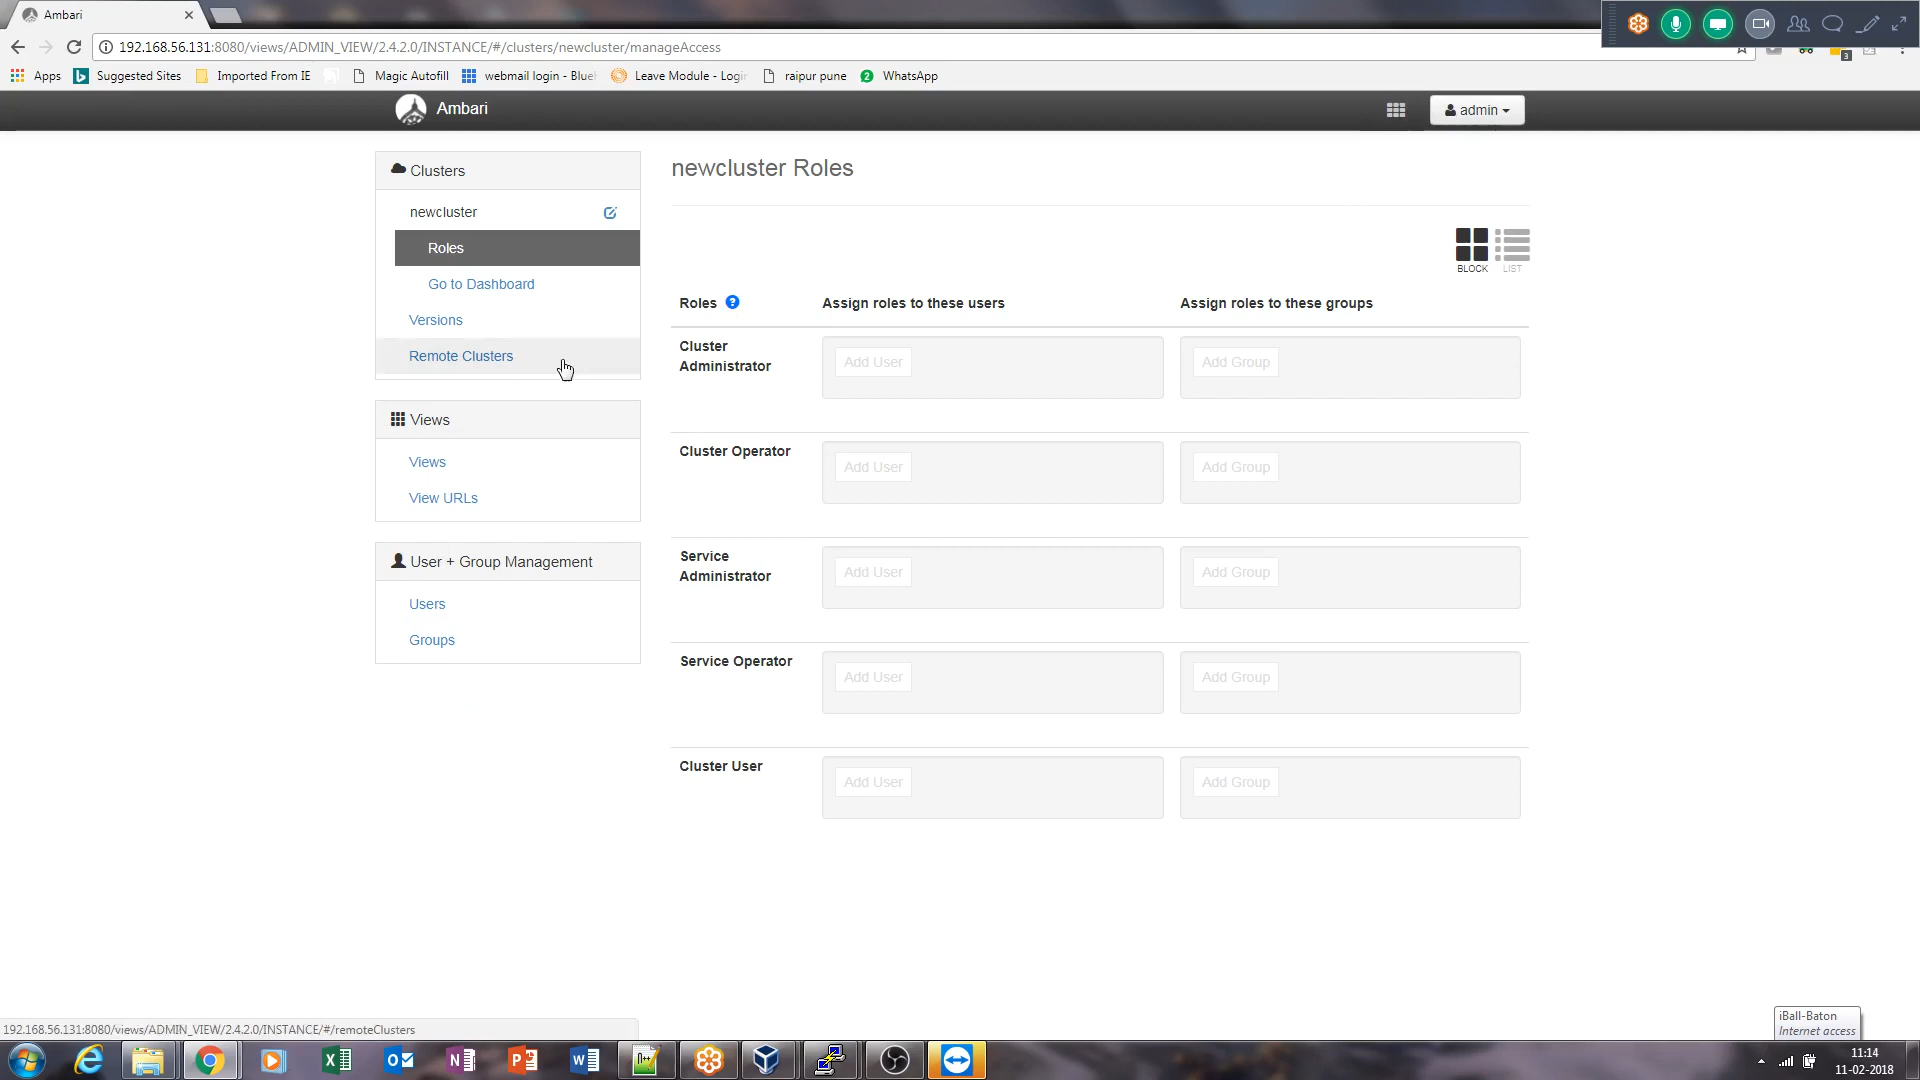 Ambari
192.168.56.131:8080/views/ADMIN_VIEW/2.4.2.0/INSTANCE/#/clusters/newcluster/manageAccess
3
Apps
Suggested Sites
Imported From IE
Magic Autofill
webmail login - Blue
Leave Module - Logi
raipur pune
2
WhatsApp
Ambari
admin
Clusters
newcluster
Roles
Go to Dashboard
Versions
Remote Clusters
Views
Views
View URLs
User + Group Management
Users
Groups
newcluster Roles
BLOCK
LIST
Roles
Assign roles to these users
Assign roles to these groups
Cluster
Administrator
Add User
Add Group
Cluster Operator
Add User
Add Group
Service
Administrator
Add User
Add Group
Service Operator
Add User
Add Group
Cluster User
Add User
Add Group
192.168.56.131:8080/views/ADMIN_VIEW/2.4.2.0/INSTANCE/#/remoteClusters
iBall-Baton
Internet access
11:14
11-02-2018